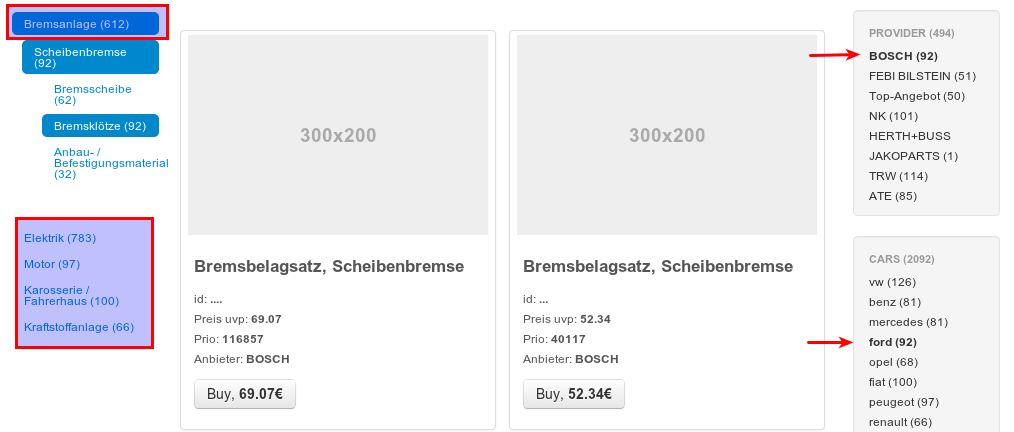 Bremsanlage (612)
Scheibenbremse
(92)
Bremsscheibe
(62)
Bremsklötze (92)
Anbau- /
Befestigungsmaterial
(32)
Elektrik (783)
Motor (97)
Karosserie /
Fahrerhaus (100)
Kraftstoffanlage (66)
300x200
Bremsbelagsatz, Scheibenbremse
id: ....
Preis uvp: 69.07
Prio: 116857
Anbieter: BOSCH
Buy, 69.07€
300x200
Bremsbelagsatz, Scheibenbremse
id: ...
Preis uvp: 52.34
Prio: 40117
Anbieter: BOSCH
Buy, 52.34€
PROVIDER (494)
BOSCH (92)
FEBI BILSTEIN (51)
Top-Angebot (50)
NK (101)
HERTH+BUSS
JAKOPARTS (1)
TRW (114)
ATE (85)
CARS (2092)
vw (126)
benz (81)
mercedes (81)
ford (92)
opel (68)
fiat (100)
peugeot (97)
renault (66)